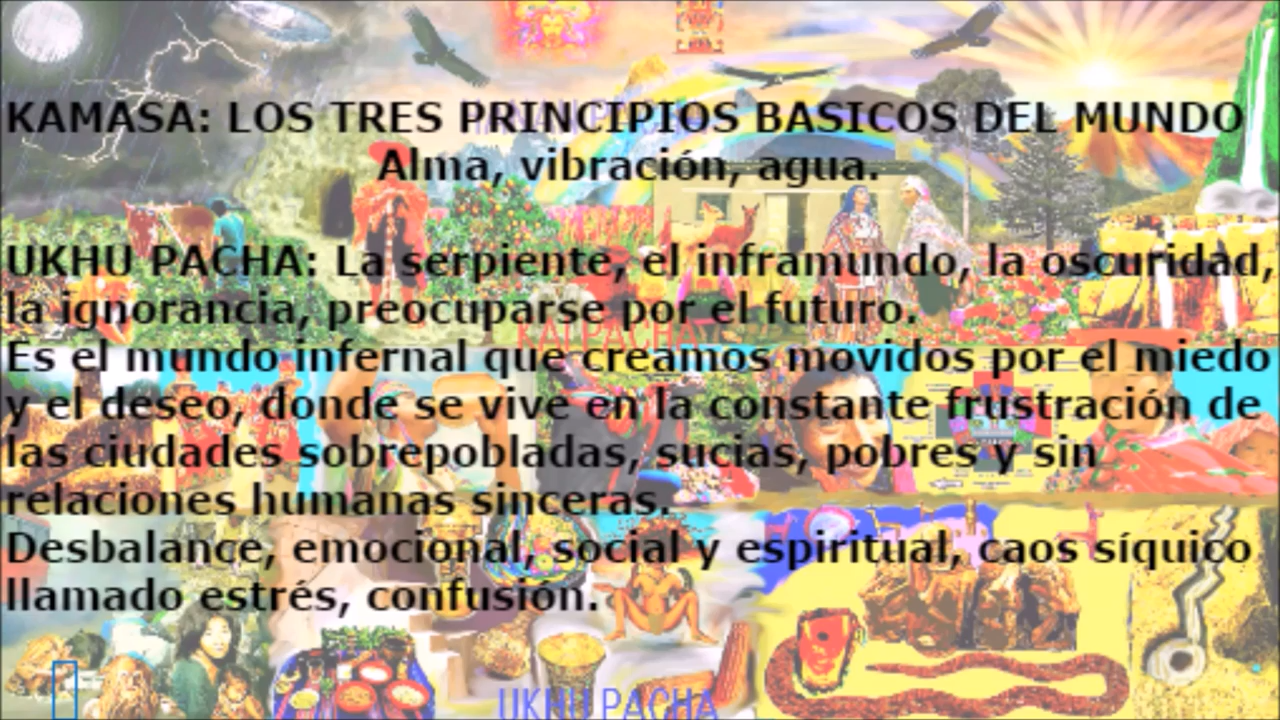 KAMASA: LOS TRES PRINCIPIOS BASICOS DEL MUNDO
Alma, vibración, agua.
UKHU PACHA: La serpiente, el inframundo, la oscuridad,
la ignorancia, preocuparse por el futuro.
KAI PACHA
Es el mundo infernal que creamos movidos por el miedo
y el deseo, donde se vive en la constante frustración de
las ciudades sobrepobladas, sucias, pobres y sin
relaciones humanas sinceras.
Desbalance, emocional, social y espiritual, caos síquico
llamado estrés, confusión.
UKHU PACHA